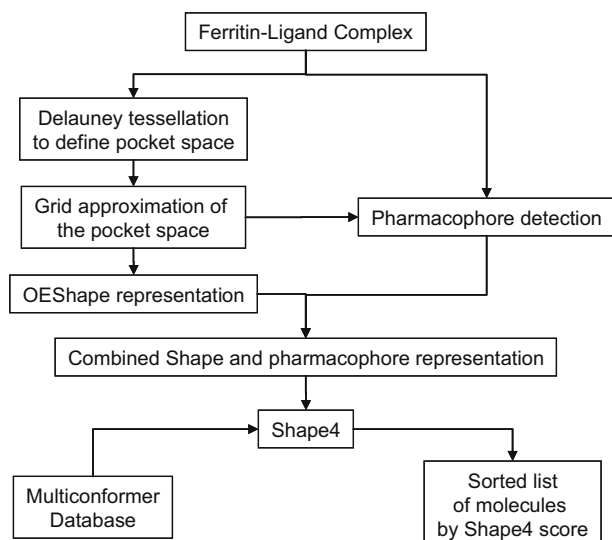 Ferritin-Ligand Complex
Delauney tessellation
to define pocket space
Grid approximation of
the pocket space
Pharmacophore detection
OEShape representation
Combined Shape and pharmacophore representation
Shape4
Multiconformer
Database
Sorted list
of molecules
by Shape4 score